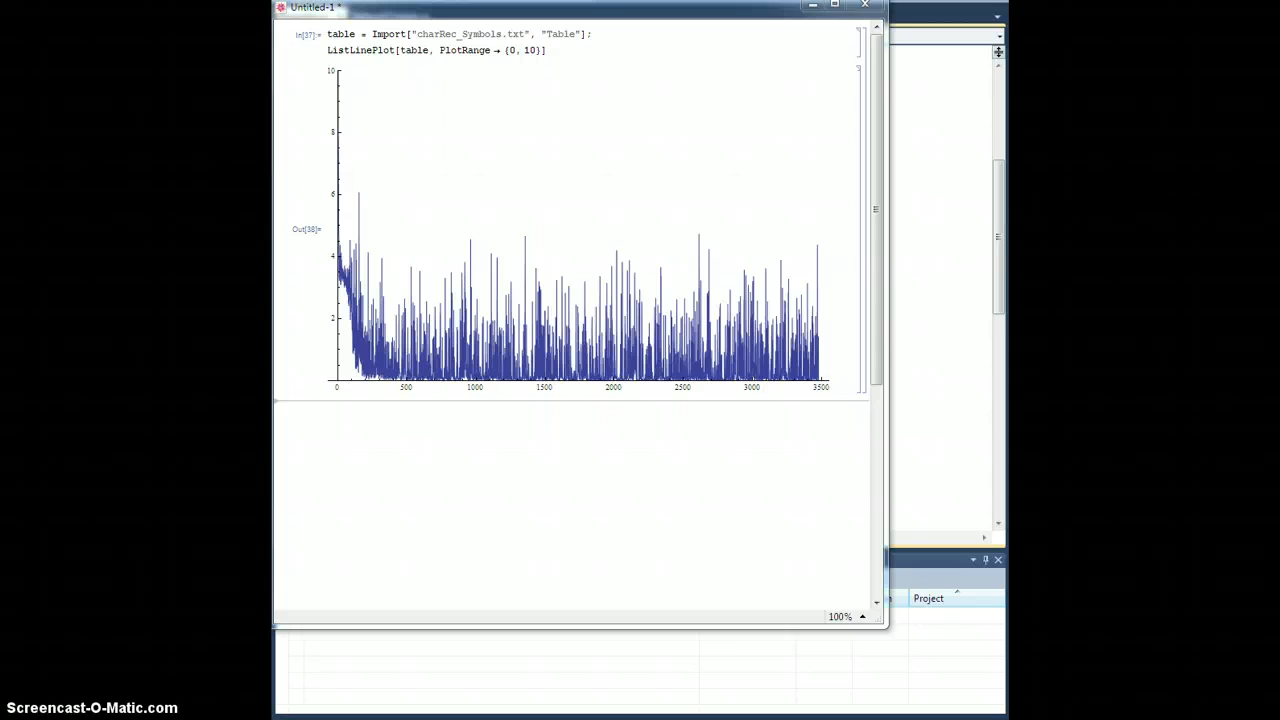 Untitled-1 *
In[37]:= table = Import["charRec_Symbols.txt", "Table"];
ListLinePlot[table, PlotRange → {0, 10}]
10
8
6
Out[38]=
4
2
0 500 1000 1500 2000 2500 3000 3500
Project
100%
Screencast-O-Matic.com